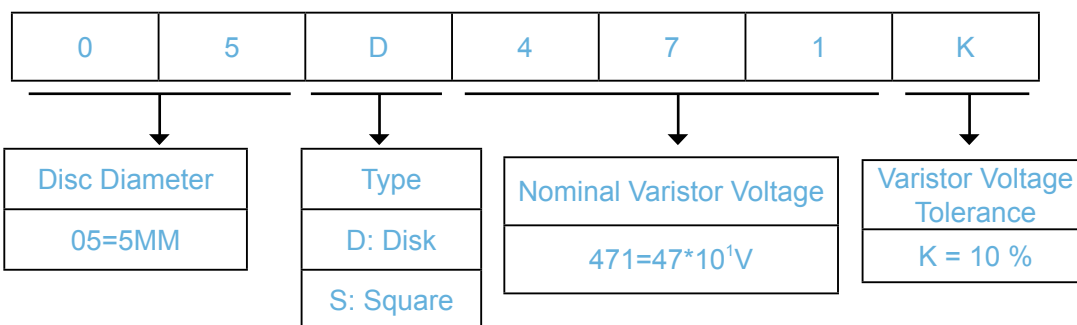 0 5 D 4 7 1 K
Disc Diameter
05=5MM
Type
D: Disk
S: Square
Nominal Varistor Voltage
471=47*10¹V
Varistor Voltage
Tolerance
K = 10 %